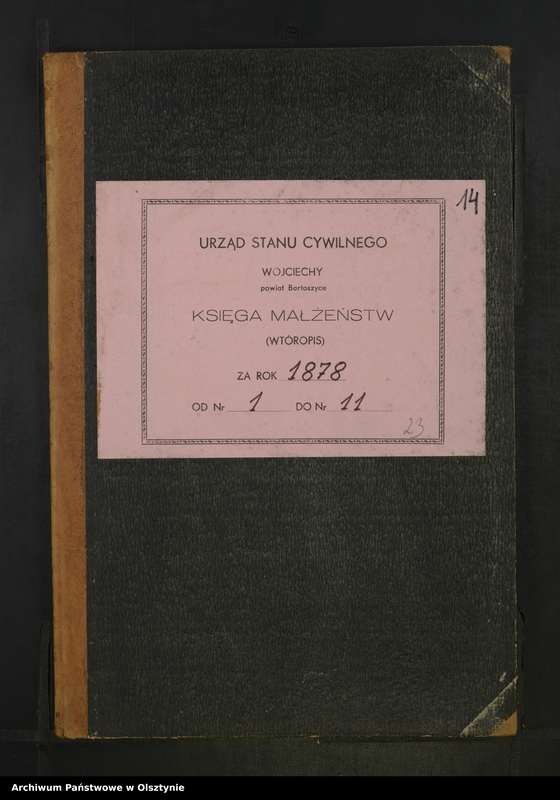 14
URZĄD STANU CYWILNEGO
WOJCIECHY
powiat Bartoszyce
KSIĘGA MAŁŻEŃSTW
(WTÓROPIS)
ZA ROK 1878
OD Nr 1 DO Nr 11
23
Archiwum Państwowe w Olsztynie